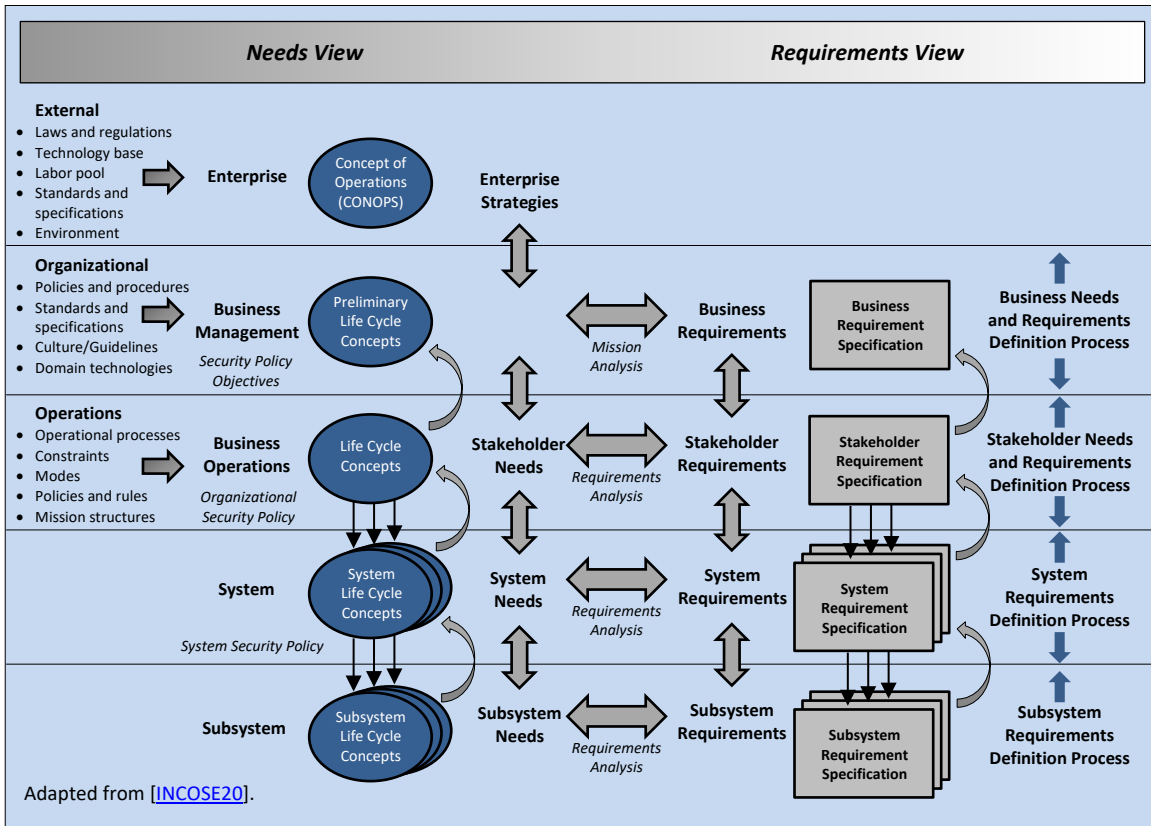 Needs View
Requirements View
External
• Laws and regulations
• Technology base
• Labor pool
• Standards and
specifications
• Environment
Enterprise
Concept of
Operations
(CONOPS)
Enterprise
Strategies
Organizational
• Policies and procedures
• Standards and
specifications
• Culture/Guidelines
• Domain technologies
Business
Management
Security Policy
Objectives
Preliminary
Life Cycle
Concepts
Mission
Analysis
Business
Requirements
Business
Requirement
Specification
Business Needs
and Requirements
Definition Process
Operations
• Operational processes
• Constraints
• Modes
• Policies and rules
• Mission structures
Business
Operations
Organizational
Security Policy
Life Cycle
Concepts
Stakeholder
Needs
Requirements
Analysis
Stakeholder
Requirements
Stakeholder
Requirement
Specification
Stakeholder Needs
and Requirements
Definition Process
System
System Security Policy
System
Life Cycle
Concepts
System
Needs
Requirements
Analysis
System
Requirements
System
Requirement
Specification
System
Requirements
Definition Process
Subsystem
Subsystem
Life Cycle
Concepts
Subsystem
Needs
Requirements
Analysis
Subsystem
Requirements
Subsystem
Requirement
Specification
Subsystem
Requirements
Definition Process
Adapted from [INCOSE20].